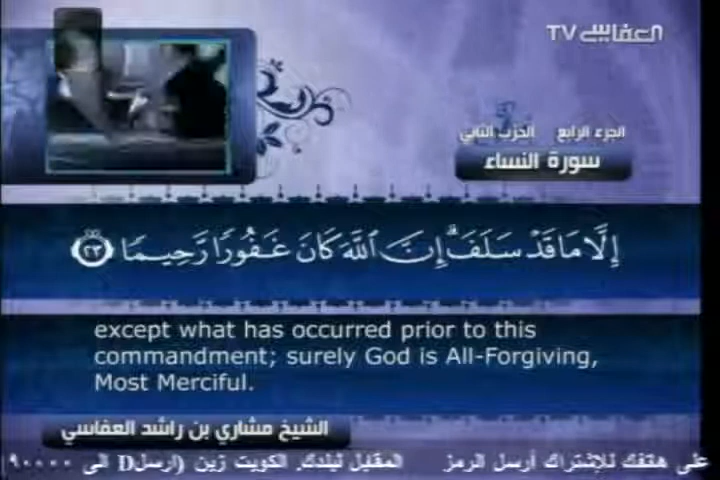 العفاسي TV
الجزء الرابع الحزب الثاني
سورة النساء
إِلَّا مَا قَدْ سَلَفَ ۗ إِنَّ ٱللَّهَ كَانَ غَفُورًا رَّحِيمًا ٢٣
except what has occurred prior to this
commandment; surely God is All-Forgiving,
Most Merciful.
الشيخ مشاري بن راشد العفاسي
على هاتفك للإشتراك أرسل الرمز المقابل لبلدك. الكويت زين (ارسل D الى ٩٠٠٠٠